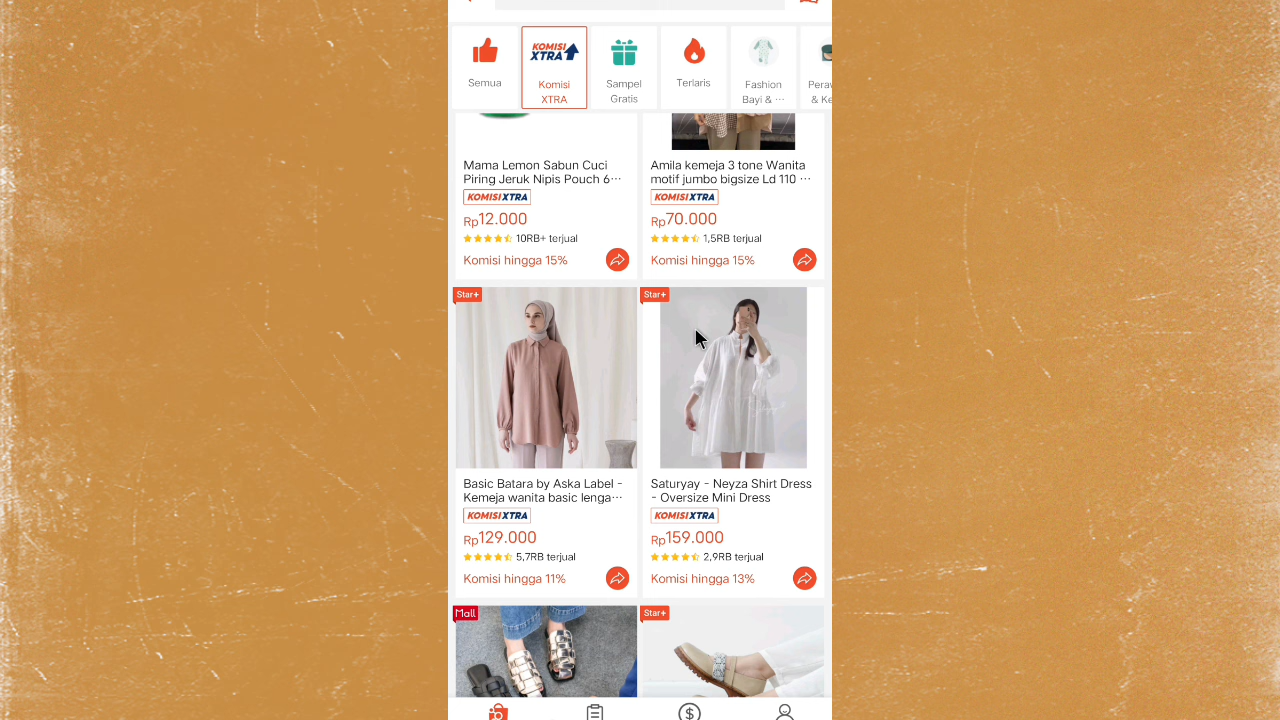 Semua
KOMISI
XTRA
Komisi
XTRA
Sampel
Gratis
Terlaris
Fashion
Bayi & ···
Perav
& Ke
Mama Lemon Sabun Cuci
Piring Jeruk Nipis Pouch 6···
KOMISI XTRA
Rp12.000
10RB+ terjual
Komisi hingga 15%
Amila kemeja 3 tone Wanita
motif jumbo bigsize Ld 110 ···
KOMISI XTRA
Rp70.000
1,5RB terjual
Komisi hingga 15%
Star+
Basic Batara by Aska Label -
Kemeja wanita basic lenga···
KOMISI XTRA
Rp129.000
5,7RB terjual
Komisi hingga 11%
Star+
Saturyay - Neyza Shirt Dress
- Oversize Mini Dress
KOMISI XTRA
Rp159.000
2,9RB terjual
Komisi hingga 13%
Mall
Star+